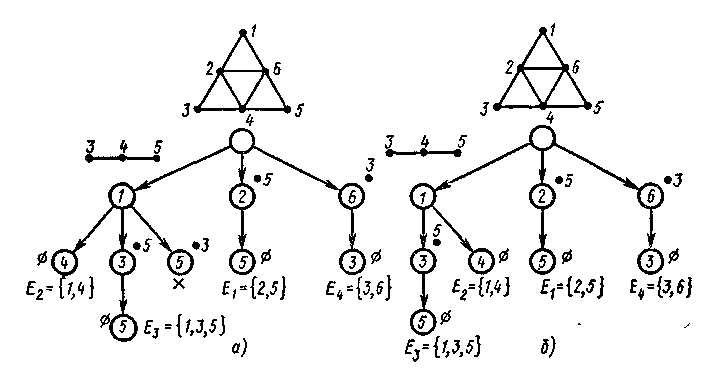 1 1
2 6 2 6
3 4 5 3 4 5
3 4 5 3 4 5
1 2 •5 6 •3 1 2 •5 6 •3
∅ 4 3 •5 5 •3 5 ∅ 3 ∅ 5 3 4 ∅ 5 ∅ 3 ∅
×
E₂={1,4} E₁={2,5} E₄={3,6} E₂={1,4} E₁={2,5} E₄={3,6}
∅ 5 E₃={1,3,5} 5 ∅
а) E₃={1,3,5} б)